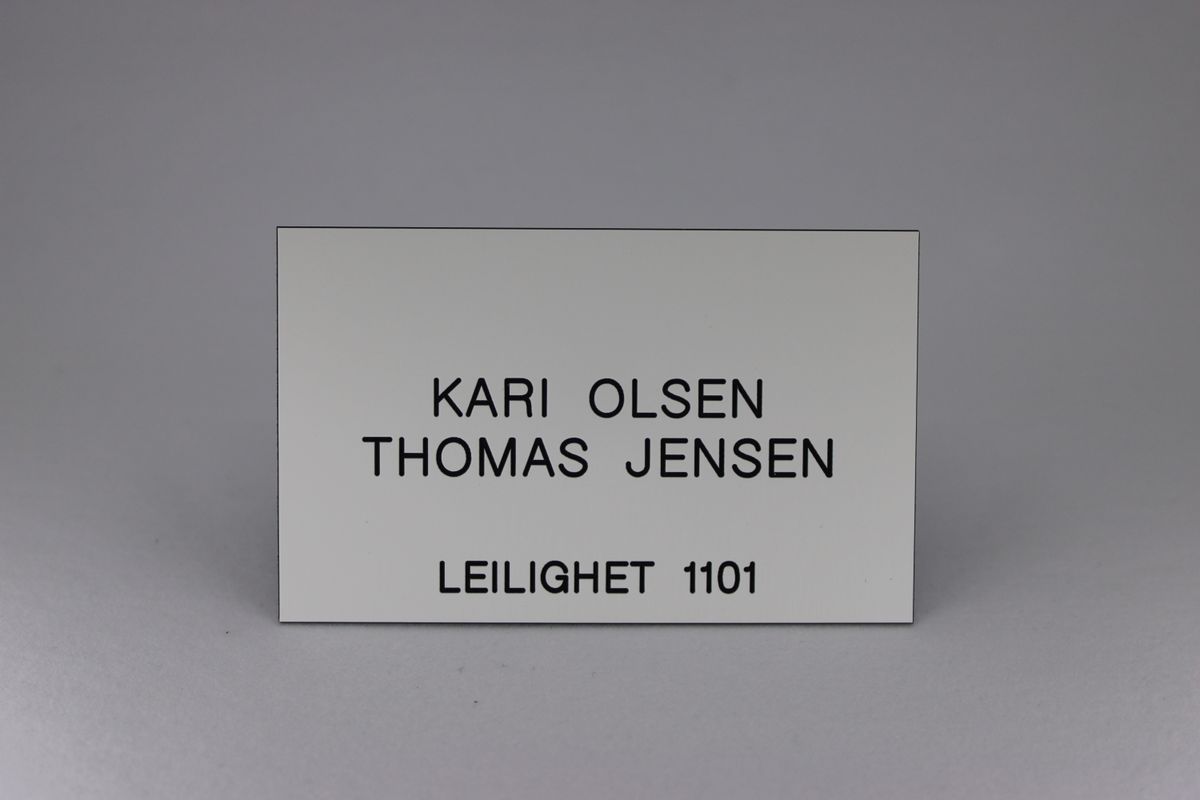 KARI OLSEN
THOMAS JENSEN
LEILIGHET 1101